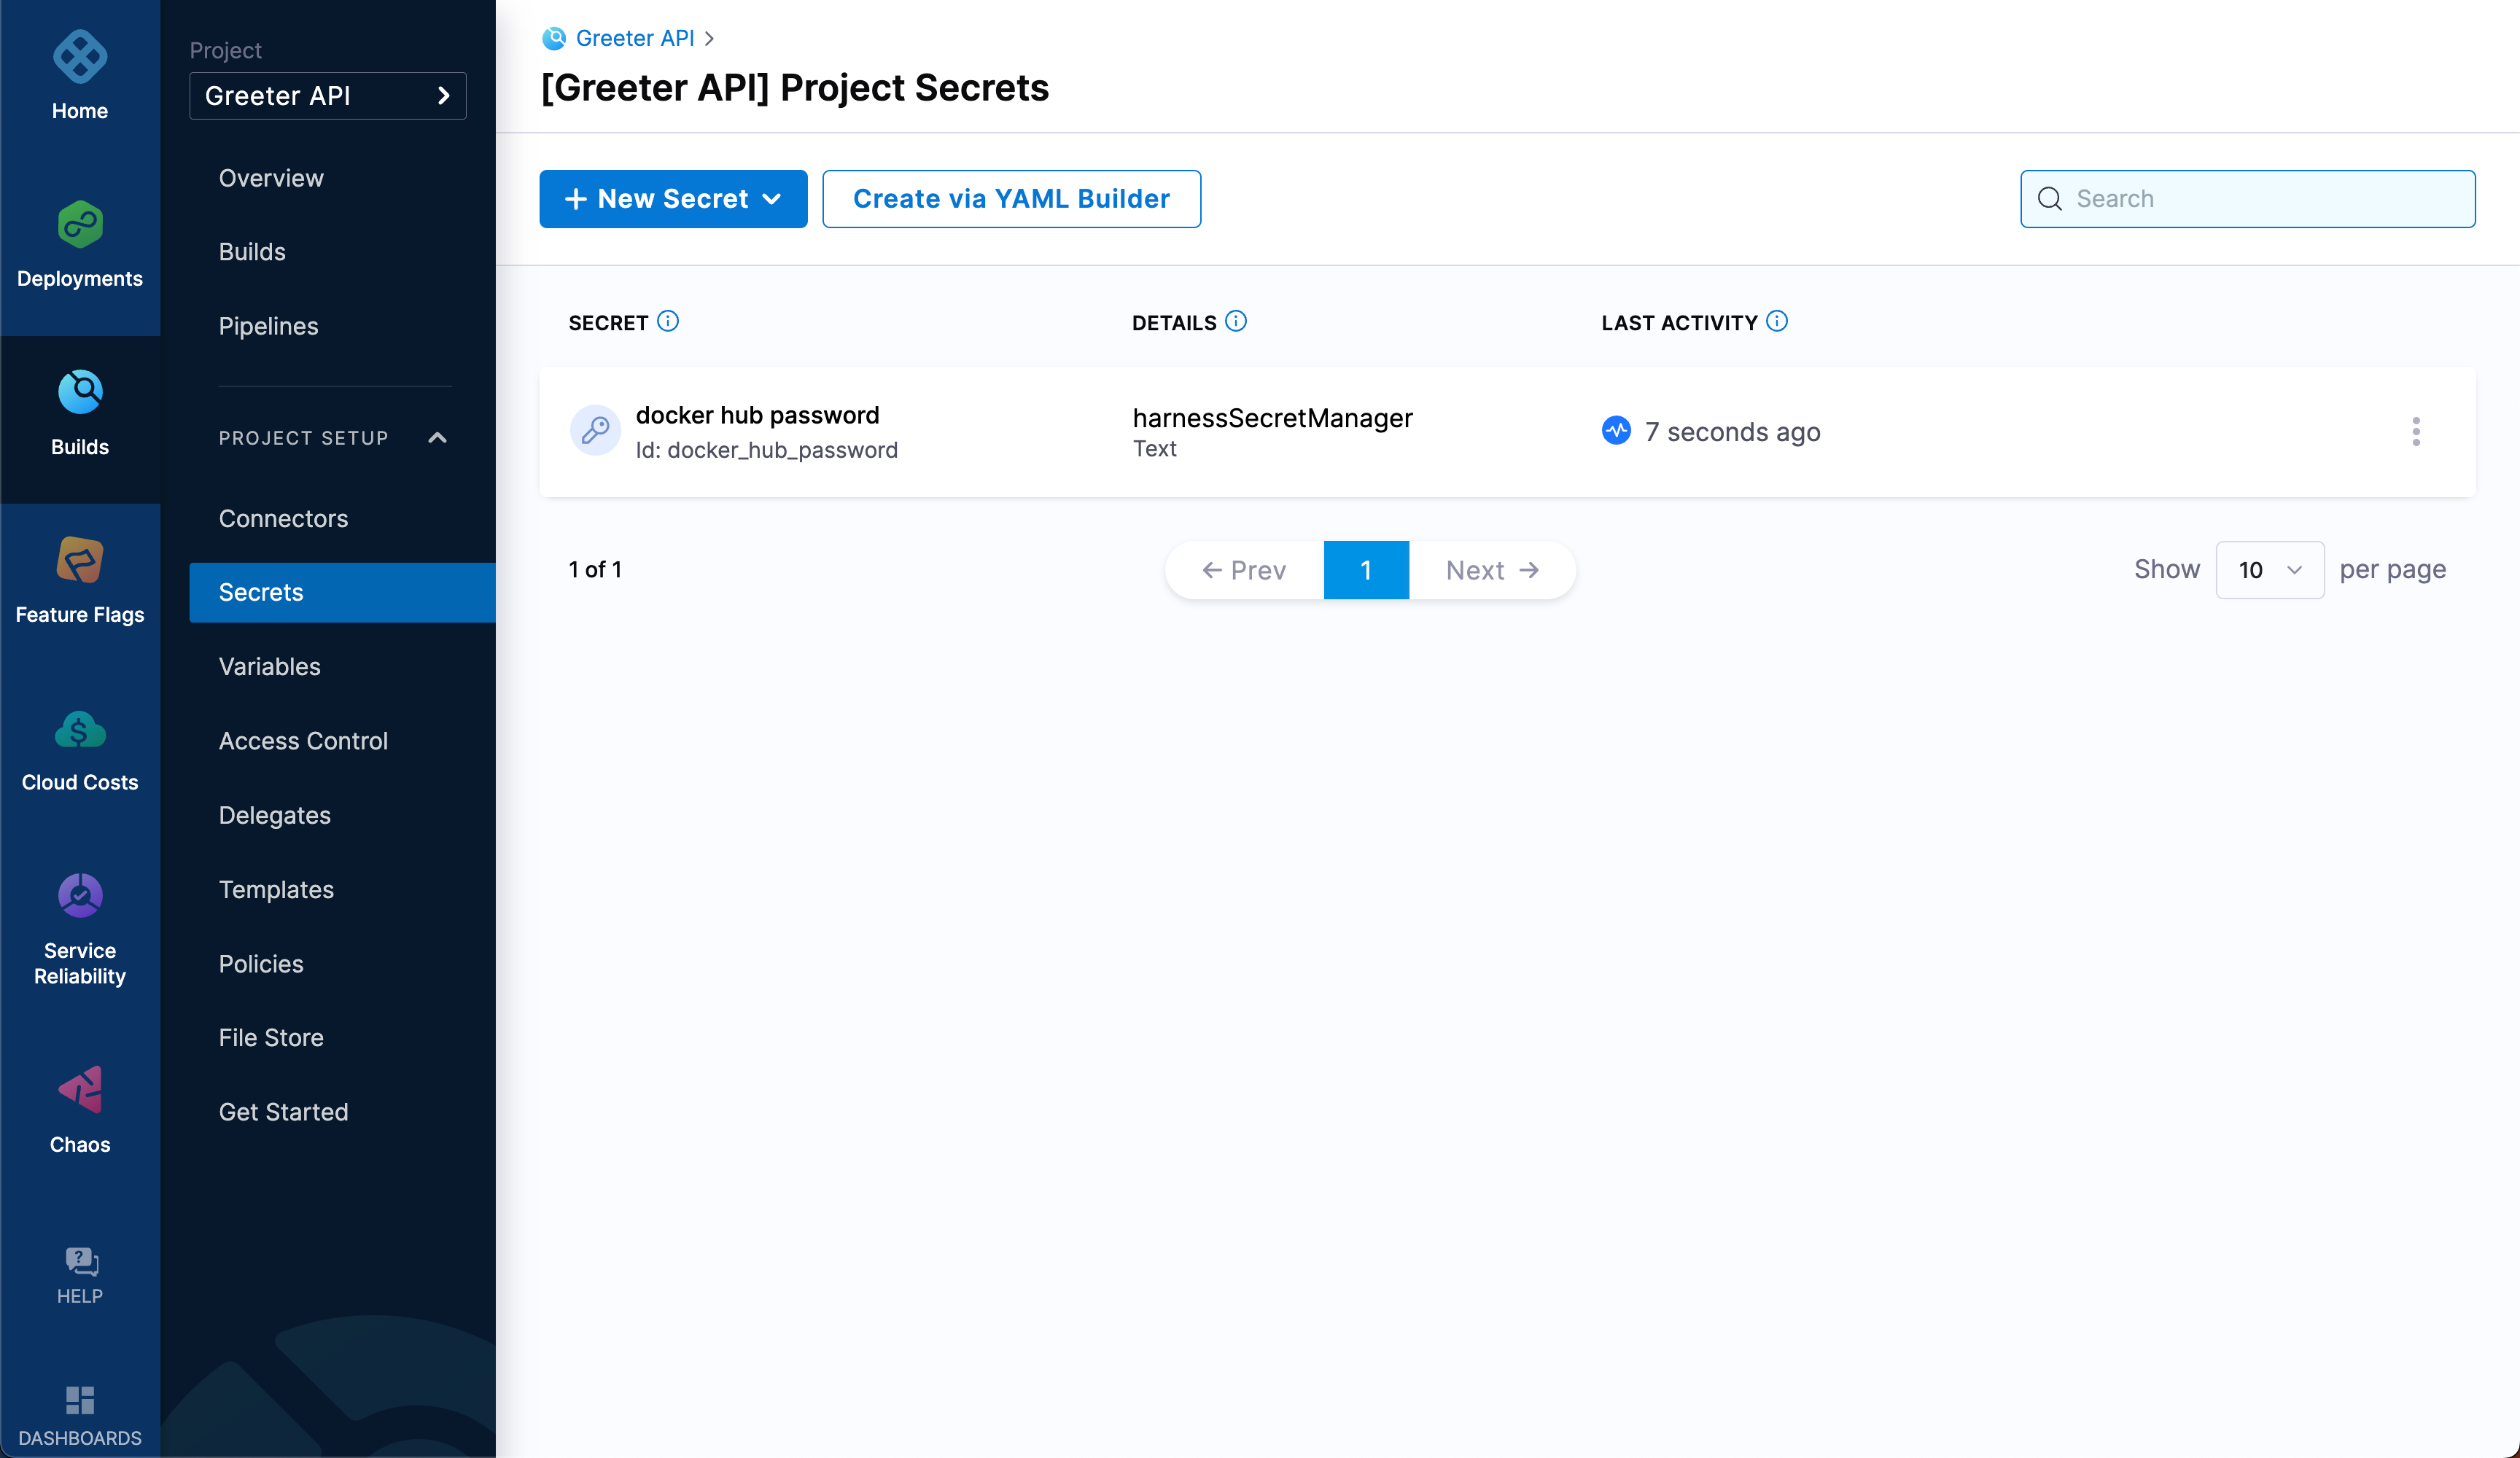 Home
Deployments
Builds
Feature Flags
Cloud Costs
Service
Reliability
Chaos
HELP
DASHBOARDS
Project
Greeter API
Overview
Builds
Pipelines
PROJECT SETUP
Connectors
Secrets
Variables
Access Control
Delegates
Templates
Policies
File Store
Get Started
Greeter API
[Greeter API] Project Secrets
New Secret
Create via YAML Builder
Search
SECRET
DETAILS
LAST ACTIVITY
docker hub password
Id: docker_hub_password
harnessSecretManager
Text
7 seconds ago
1 of 1
Prev
1
Next
Show
10
per page